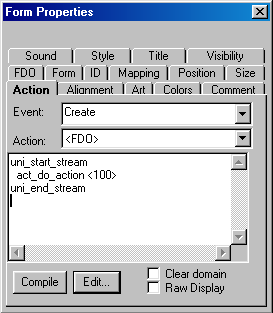 Form Properties
Sound Style Title Visibility
FDO Form ID Mapping Position Size
Action Alignment Art Colors Comment
Event: Create
Action: <FDO>
uni_start_stream
act_do_action <100>
uni_end_stream
Compile Edit... Clear domain
Raw Display